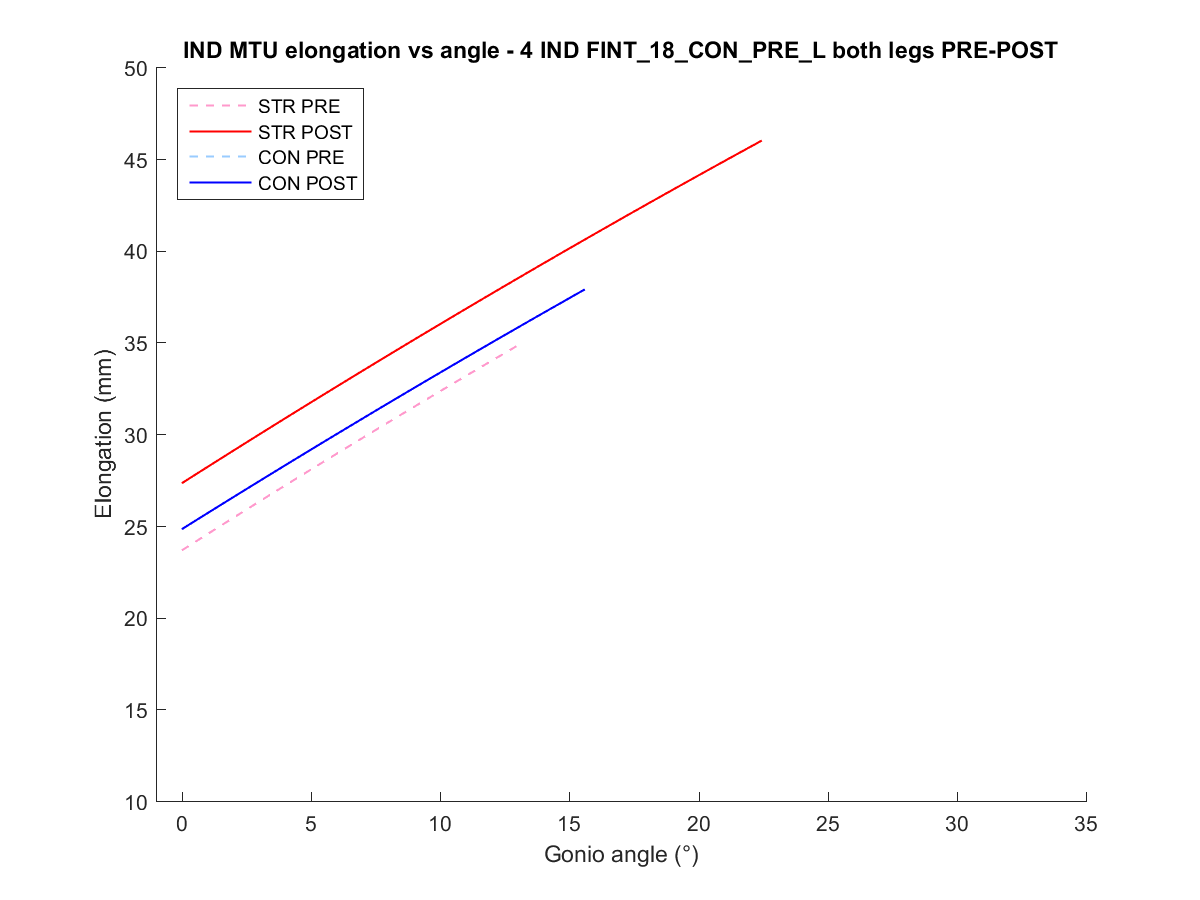 IND MTU elongation vs angle - 4 IND FINT_18_CON_PRE_L both legs PRE-POST
50
45
40
35
30
25
20
15
10
STR PRE
STR POST
CON PRE
CON POST
Elongation (mm)
0 5 10 15 20 25 30 35
Gonio angle (°)